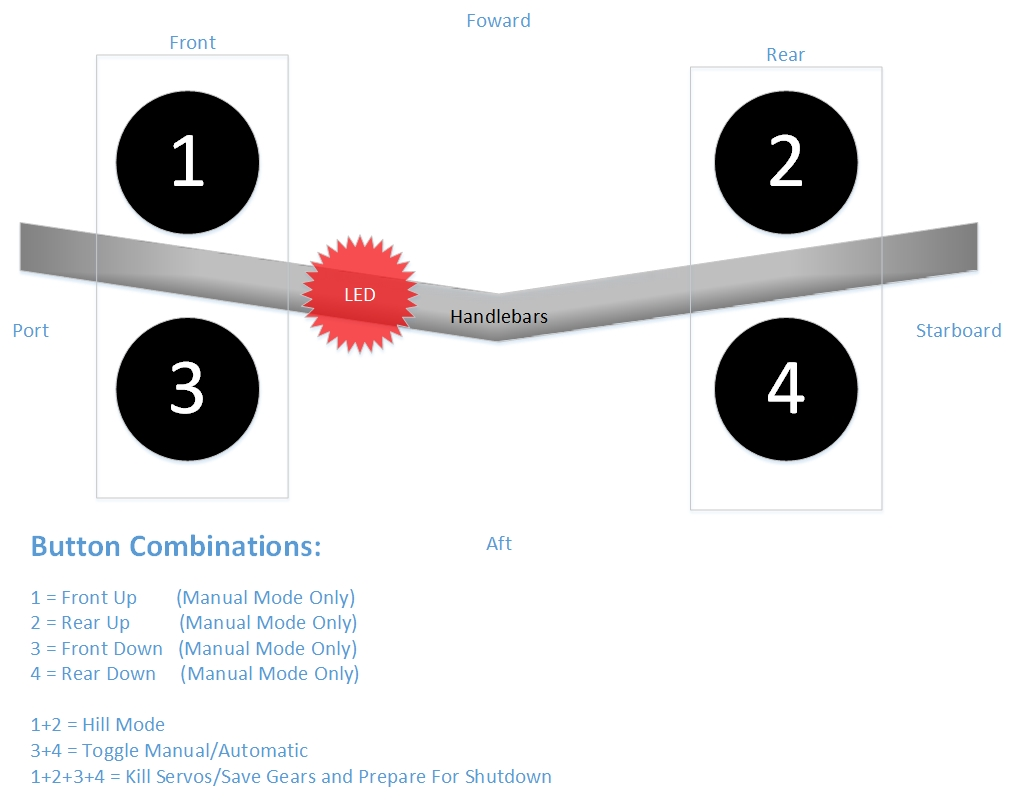 Foward
Front
Rear
1
2
LED
Handlebars
Port
Starboard
3
4
Button Combinations:
Aft
1 = Front Up (Manual Mode Only)
2 = Rear Up (Manual Mode Only)
3 = Front Down (Manual Mode Only)
4 = Rear Down (Manual Mode Only)
1+2 = Hill Mode
3+4 = Toggle Manual/Automatic
1+2+3+4 = Kill Servos/Save Gears and Prepare For Shutdown